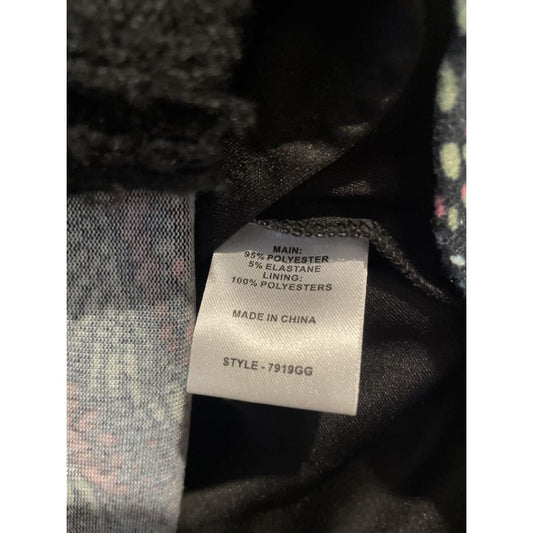 MAIN:
95% POLYESTER
5% ELASTANE
LINING:
100% POLYESTERS
MADE IN CHINA
STYLE - 7919GG